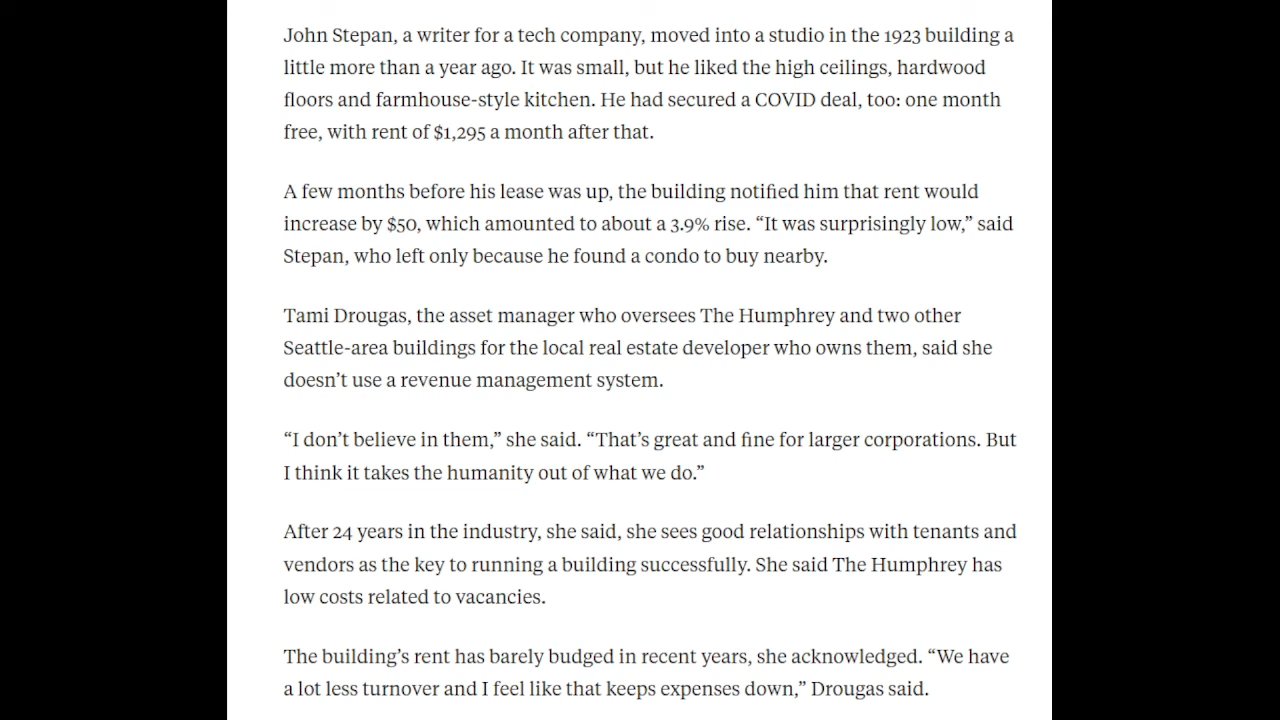 John Stepan, a writer for a tech company, moved into a studio in the 1923 building a
little more than a year ago. It was small, but he liked the high ceilings, hardwood
floors and farmhouse-style kitchen. He had secured a COVID deal, too: one month
free, with rent of $1,295 a month after that.
A few months before his lease was up, the building notified him that rent would
increase by $50, which amounted to about a 3.9% rise. “It was surprisingly low,” said
Stepan, who left only because he found a condo to buy nearby.
Tami Drougas, the asset manager who oversees The Humphrey and two other
Seattle-area buildings for the local real estate developer who owns them, said she
doesn’t use a revenue management system.
“I don’t believe in them,” she said. “That’s great and fine for larger corporations. But
I think it takes the humanity out of what we do.”
After 24 years in the industry, she said, she sees good relationships with tenants and
vendors as the key to running a building successfully. She said The Humphrey has
low costs related to vacancies.
The building’s rent has barely budged in recent years, she acknowledged. “We have
a lot less turnover and I feel like that keeps expenses down,” Drougas said.